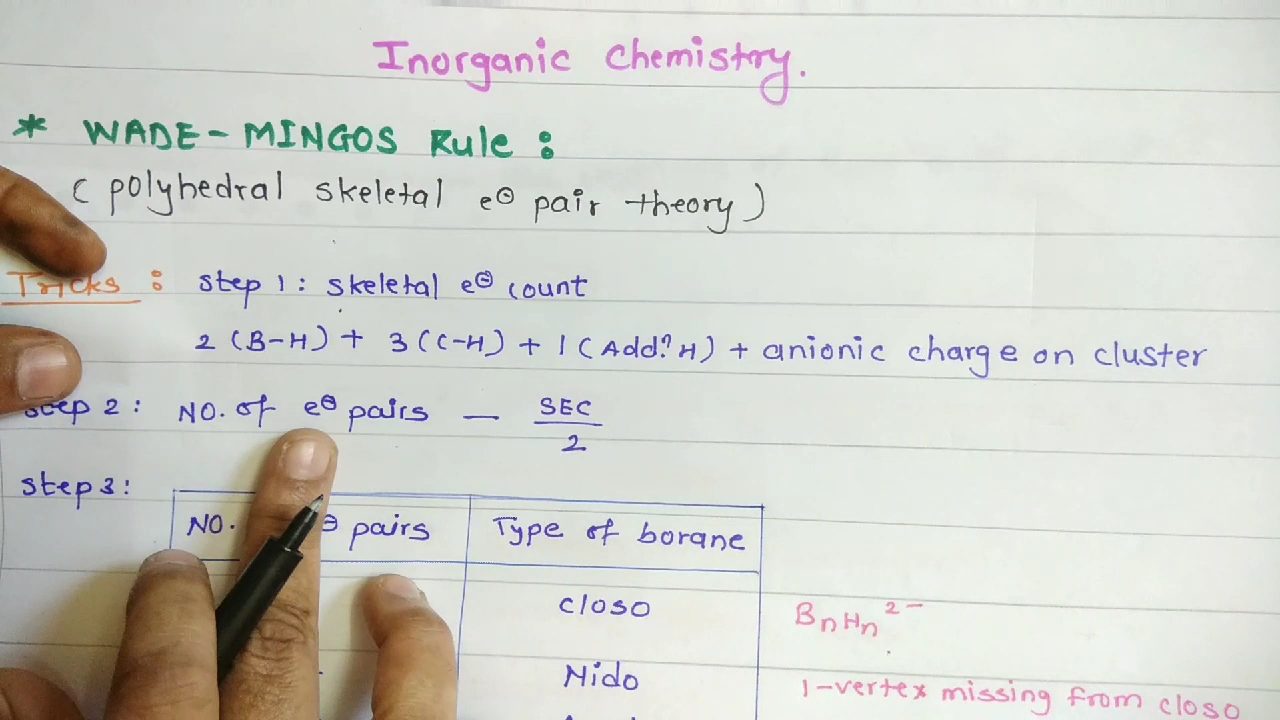 Inorganic Chemistry.
* WADE-MINGOS Rule :
( polyhedral skeletal e⊖ pair theory )
Tricks : step 1 : skeletal e⊖ count
2 (B-H) + 3 (C-H) + 1 ( Addⁿ. H) + anionic charge on cluster
Step 2 : NO. of e⊖ pairs — SEC
2
Step 3 :
NO. pairs Type of borane
closo BnHn²⁻
Nido 1-vertex missing from closo